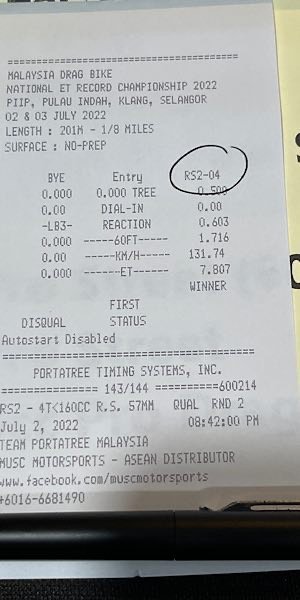 ===================================
MALAYSIA DRAG BIKE
NATIONAL ET RECORD CHAMPIONSHIP 2022
PIIP, PULAU INDAH, KLANG, SELANGOR
02 & 03 JULY 2022
LENGTH : 201M - 1/8 MILES
SURFACE : NO-PREP
BYE Entry RS2-04
0.000 0.000 TREE 0.500
0.00 DIAL-IN 0.00
-LB3- REACTION 0.603
0.000 ------60FT------ 1.716
0.00 ------KM/H------ 131.74
0.000 -------ET------- 7.807
WINNER
FIRST
DISQUAL STATUS
Autostart Disabled
===================================
PORTATREE TIMING SYSTEMS, INC.
=============== 143/144 ==========600214
RS2 - 4TK160CC R.S. 57MM QUAL RND 2
July 2, 2022 08:42:00 PM
TEAM PORTATREE MALAYSIA
MUSC MOTORSPORTS - ASEAN DISTRIBUTOR
www.facebook.com/muscmotorsports
+6016-6681490